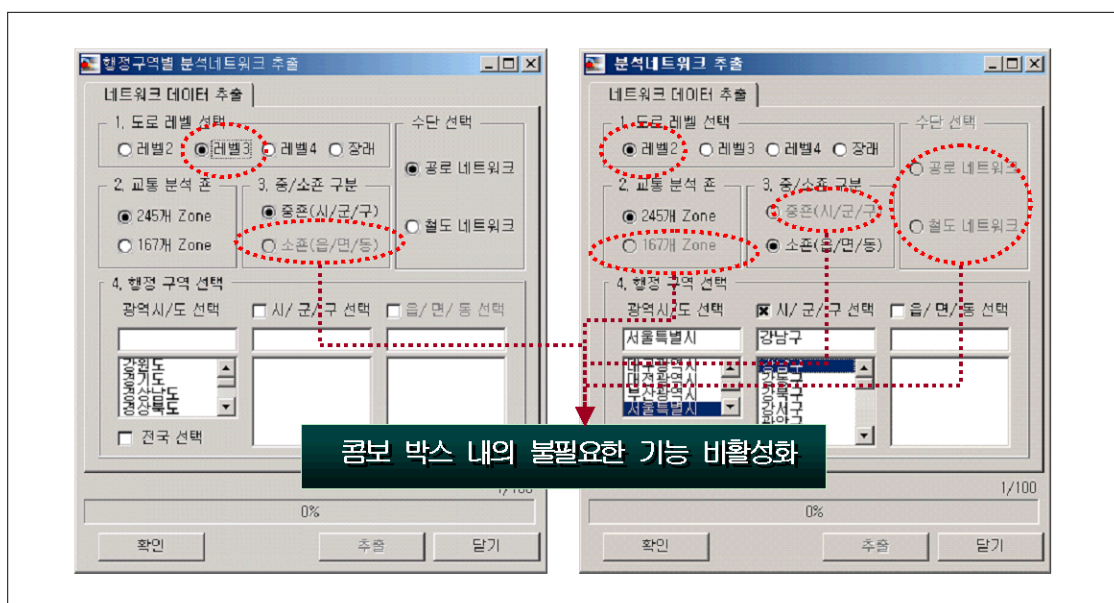 행정구역별 분석네트워크 추출
네트워크 데이터 추출
1. 도로 레벨 선택
레벨2 레벨3 레벨4 장래
수단 선택
공로 네트워크
철도 네트워크
2. 교통 분석 존
245개 Zone
167개 Zone
3. 중/소존 구분
중존(시/군/구)
소존(읍/면/동)
4. 행정 구역 선택
광역시/도 선택 시/ 군/ 구 선택 읍/ 면/ 동 선택
강원도
경기도
경상남도
경상북도
전국 선택
1/100
0%
확인 추출 닫기
분석네트워크 추출
네트워크 데이터 추출
1. 도로 레벨 선택
레벨2 레벨3 레벨4 장래
수단 선택
공로 네트워크
철도 네트워크
2. 교통 분석 존
245개 Zone
167개 Zone
3. 중/소존 구분
중존(시/군/구)
소존(읍/면/동)
4. 행정 구역 선택
광역시/도 선택 시/ 군/ 구 선택 읍/ 면/ 동 선택
서울특별시 강남구
대구광역시
대전광역시
부산광역시
서울특별시
강남구
강동구
강북구
강서구
관악구
1/100
0%
확인 추출 닫기
콤보 박스 내의 불필요한 기능 비활성화